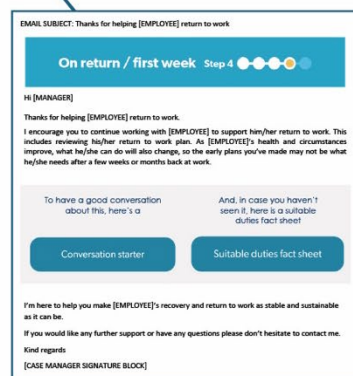 EMAIL SUBJECT: Thanks for helping [EMPLOYEE] return to work
On return / first week Step 4
Hi [MANAGER]
Thanks for helping [EMPLOYEE] return to work.
I encourage you to continue working with [EMPLOYEE] to support him/her return to work. This
includes reviewing his/her return to work plan. As [EMPLOYEE]'s health and circumstances
improve, what he/she can do will also change, so the early plans you've made may not be what
he/she needs after a few weeks or months back at work.
To have a good conversation
about this, here's a
Conversation starter
And, in case you haven't
seen it, here is a suitable
duties fact sheet
Suitable duties fact sheet
I'm here to help you make [EMPLOYEE]'s recovery and return to work as stable and sustainable
as it can be.
If you would like any further support or have any questions please don't hesitate to contact me.
Kind regards
[CASE MANAGER SIGNATURE BLOCK]